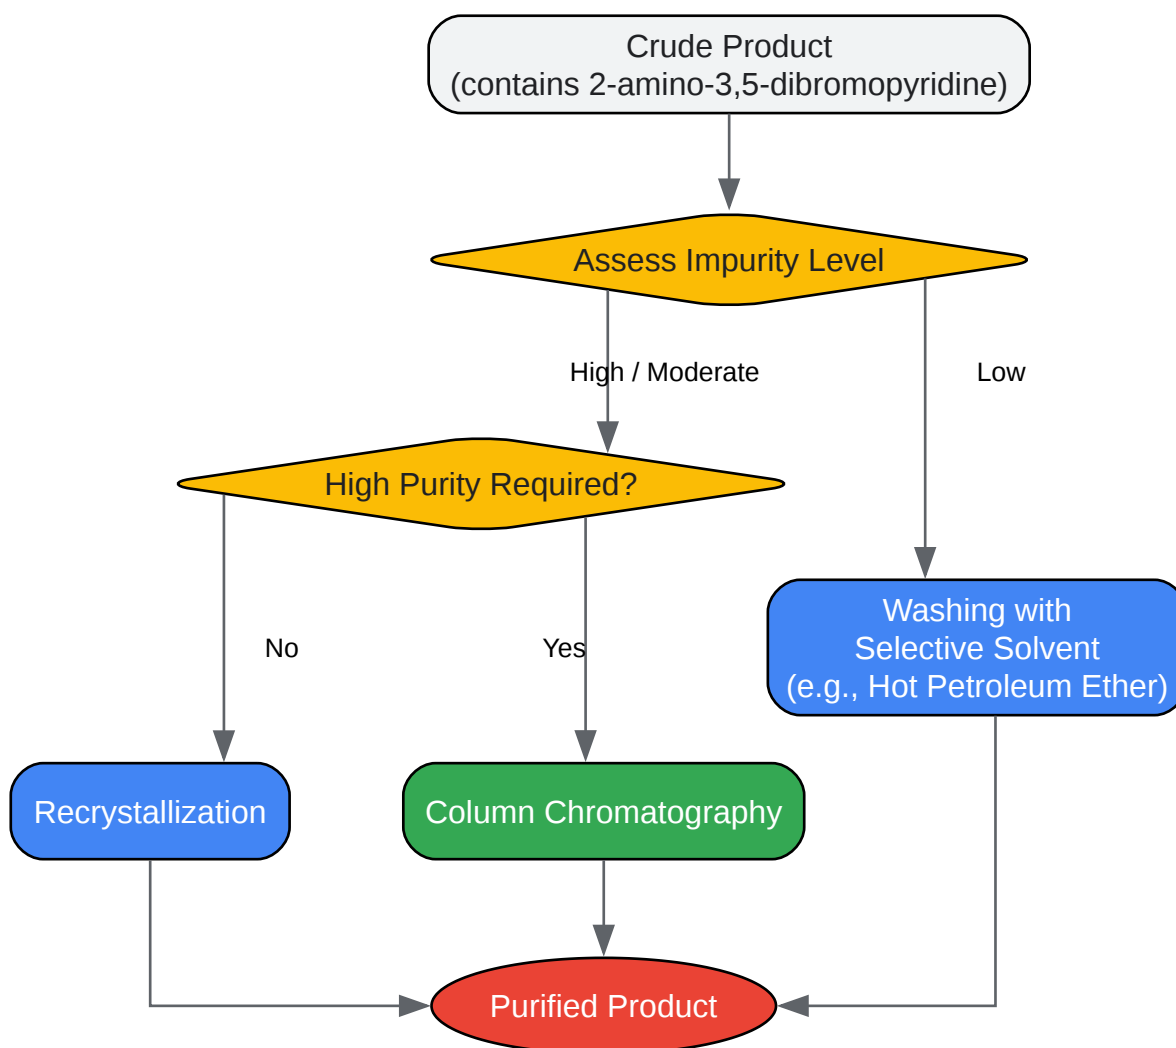 Crude Product
(contains 2-amino-3,5-dibromopyridine)
Assess Impurity Level
High / Moderate
Low
High Purity Required?
Washing with
Selective Solvent
(e.g., Hot Petroleum Ether)
No
Yes
Recrystallization
Column Chromatography
Purified Product